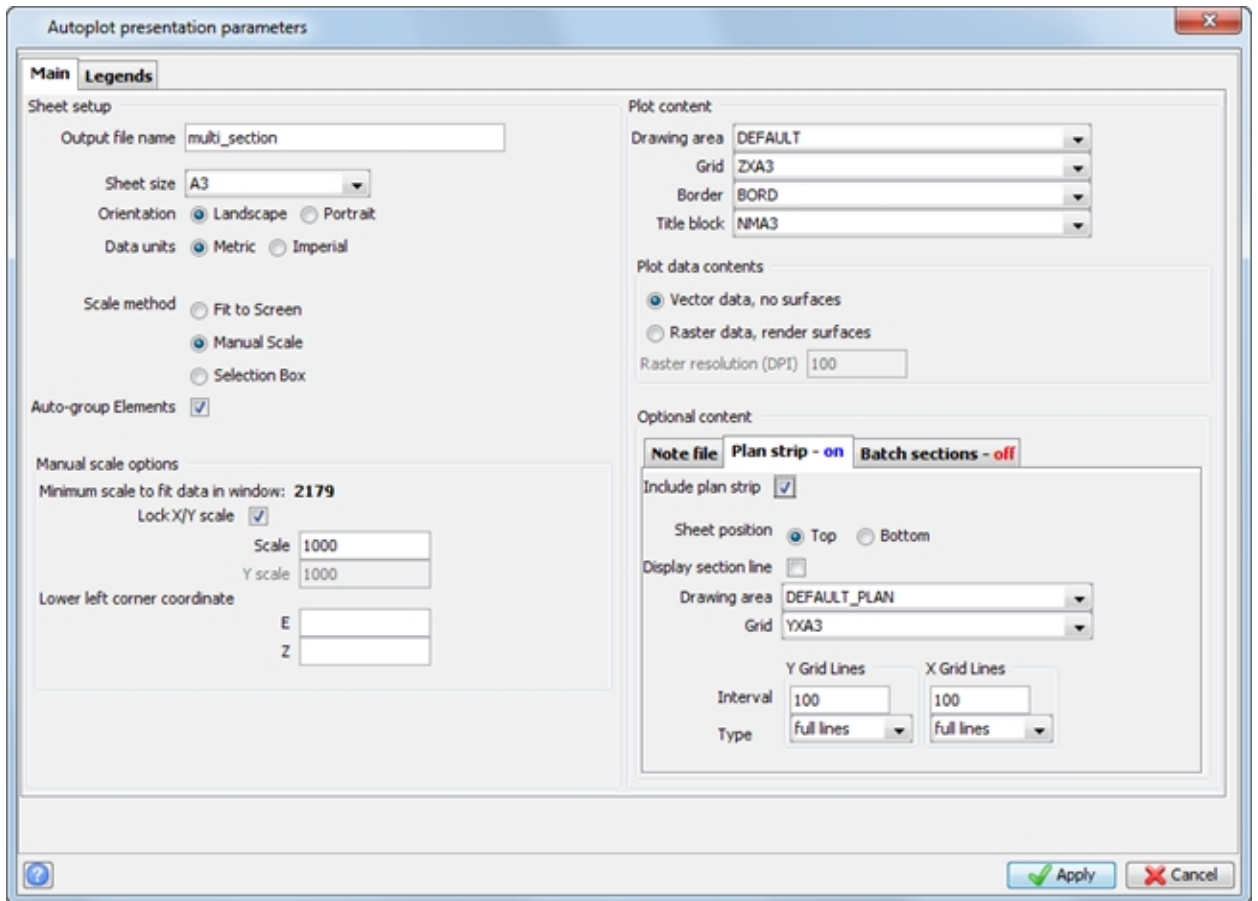 Autoplot presentation parameters
Main Legends
Sheet setup
Output file name multi_section
Sheet size A3
Orientation Landscape Portrait
Data units Metric Imperial
Scale method Fit to Screen
Manual Scale
Selection Box
Auto-group Elements
Manual scale options
Minimum scale to fit data in window: 2179
Lock X/Y scale
Scale 1000
Y scale 1000
Lower left corner coordinate
E
Z
Plot content
Drawing area DEFAULT
Grid ZXA3
Border BORD
Title block NMA3
Plot data contents
Vector data, no surfaces
Raster data, render surfaces
Raster resolution (DPI) 100
Optional content
Note file Plan strip - on Batch sections - off
Include plan strip
Sheet position Top Bottom
Display section line
Drawing area DEFAULT_PLAN
Grid YXA3
Y Grid Lines X Grid Lines
Interval 100 100
Type full lines full lines
? Apply Cancel